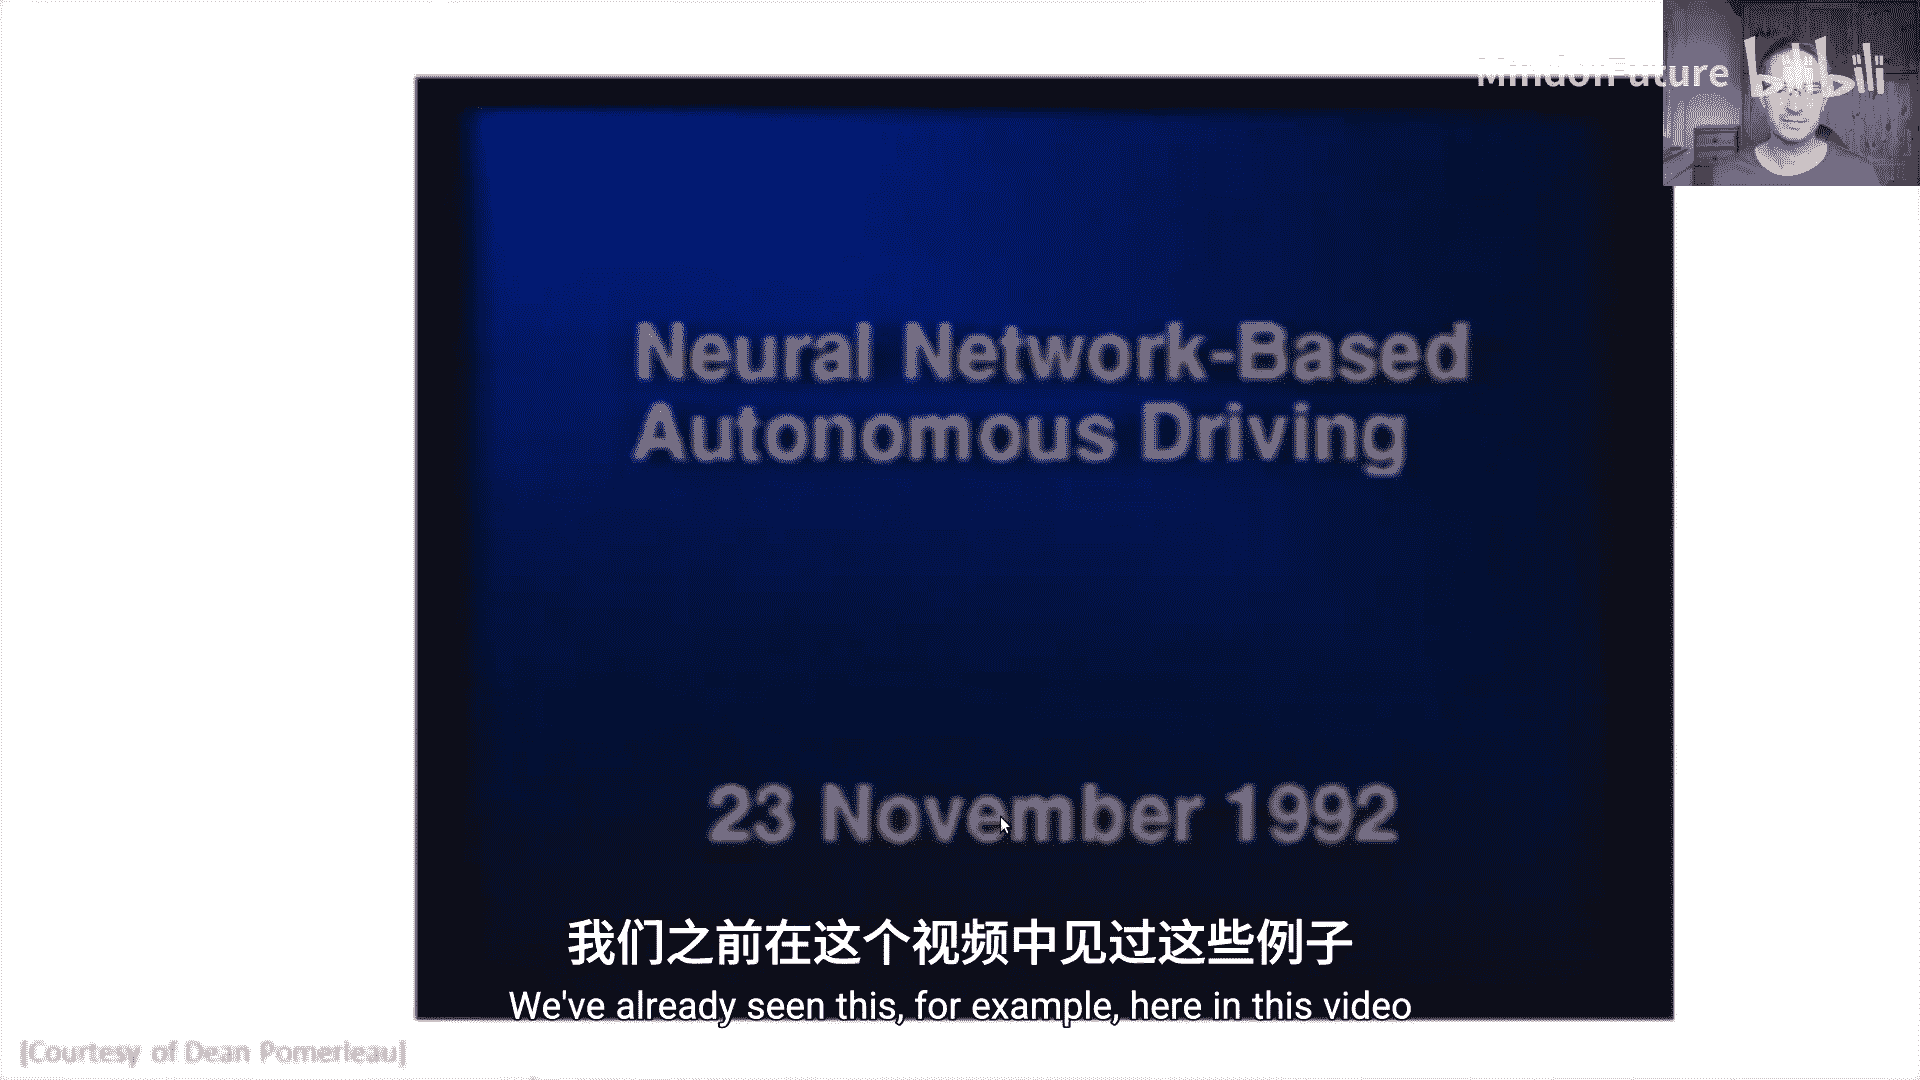 MindofFuture bilibili
Neural Network-Based
Autonomous Driving
23 November 1992
我们之前在这个视频中见过这些例子
We've already seen this, for example, here in this video
[Courtesy of Dean Pomerleau]